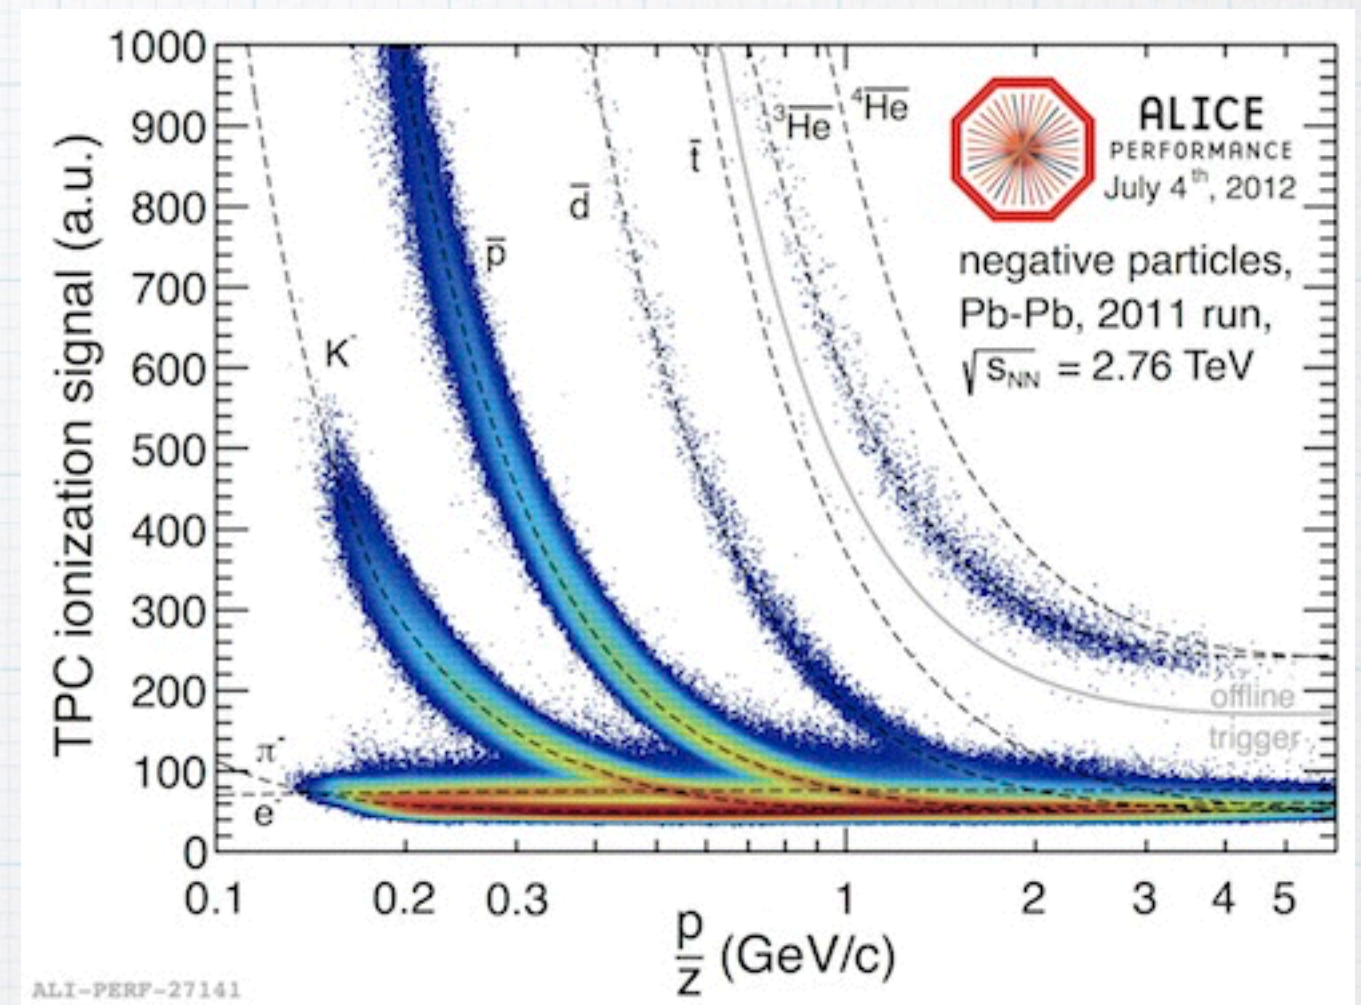 TPC ionization signal (a.u.)
1000
900
800
700
600
500
400
300
200
100
0
K⁻
π⁻
e⁻
p̅
d̅
t̅
³H̅e̅
⁴H̅e̅
ALICE
PERFORMANCE
July 4ᵗʰ, 2012
negative particles,
Pb-Pb, 2011 run,
√sNN = 2.76 TeV
offline
trigger
0.1 0.2 0.3 1 2 3 4 5
p/z (GeV/c)
ALI-PERF-27141